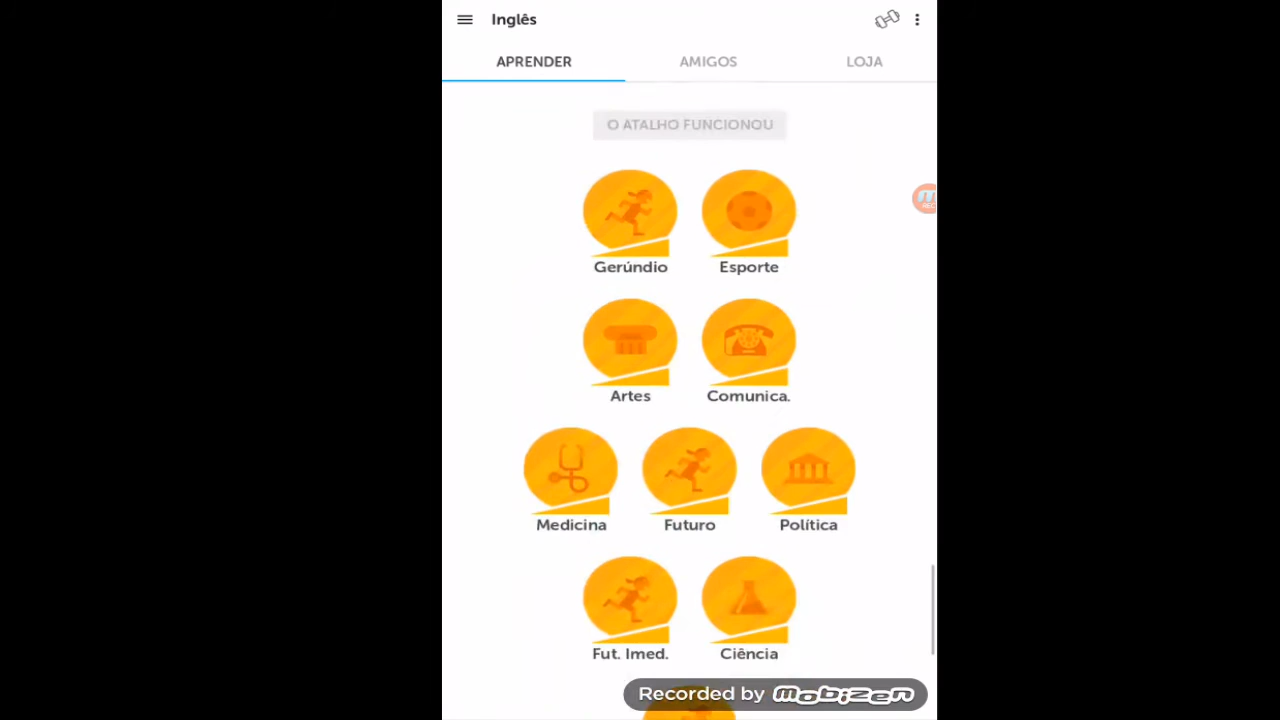 Inglês
APRENDER AMIGOS LOJA
O ATALHO FUNCIONOU
Gerúndio Esporte
Artes Comunica.
Medicina Futuro Política
Fut. Imed. Ciência
Recorded by mobizen